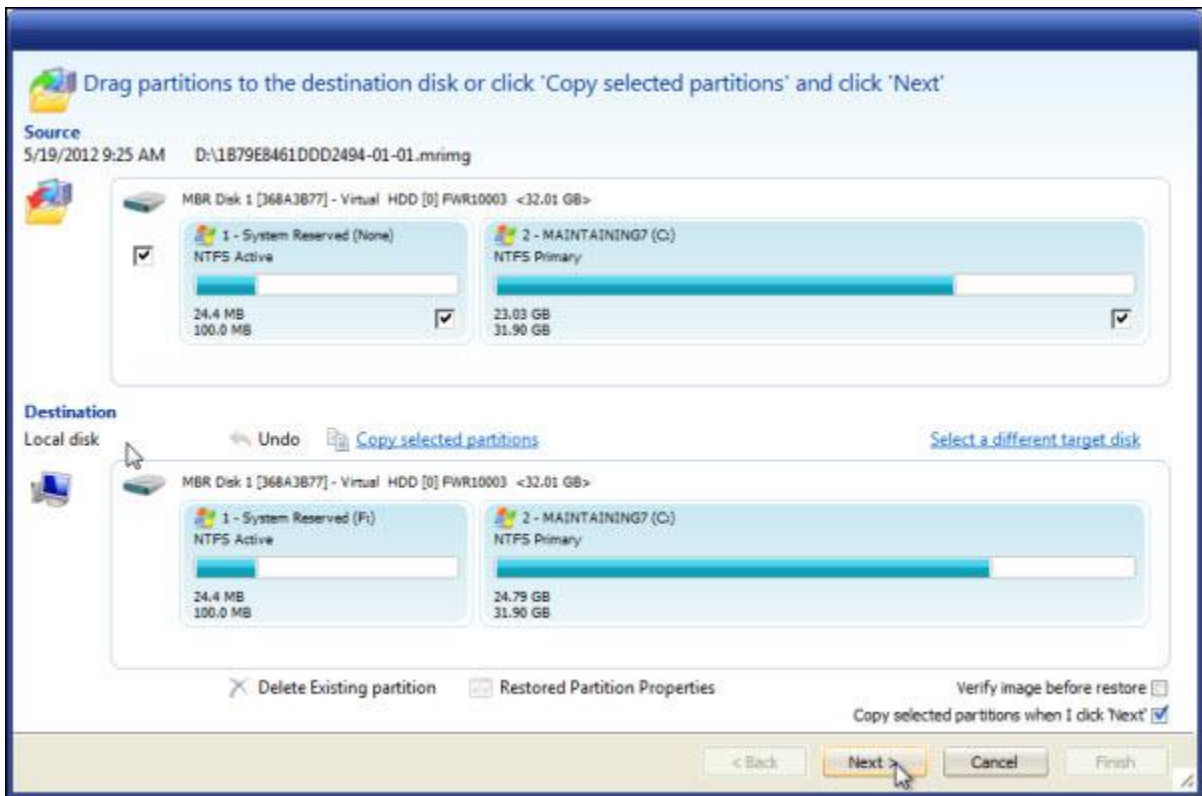 Drag partitions to the destination disk or click 'Copy selected partitions' and click 'Next'
Source
5/19/2012 9:25 AM D:\1B79E8461DDD2494-01-01.mrimg
MBR Disk 1 [368A3B77] - Virtual HDD [0] FWR10003 <32.01 GB>
1 - System Reserved (None) 2 - MAINTAINING7 (C:)
NTFS Active NTFS Primary
24.4 MB 23.03 GB
100.0 MB 31.90 GB
Destination
Local disk Undo Copy selected partitions Select a different target disk
MBR Disk 1 [368A3B77] - Virtual HDD [0] FWR10003 <32.01 GB>
1 - System Reserved (F:) 2 - MAINTAINING7 (C:)
NTFS Active NTFS Primary
24.4 MB 24.79 GB
100.0 MB 31.90 GB
Delete Existing partition Restored Partition Properties Verify image before restore
Copy selected partitions when I click 'Next'
< Back Next > Cancel Finish